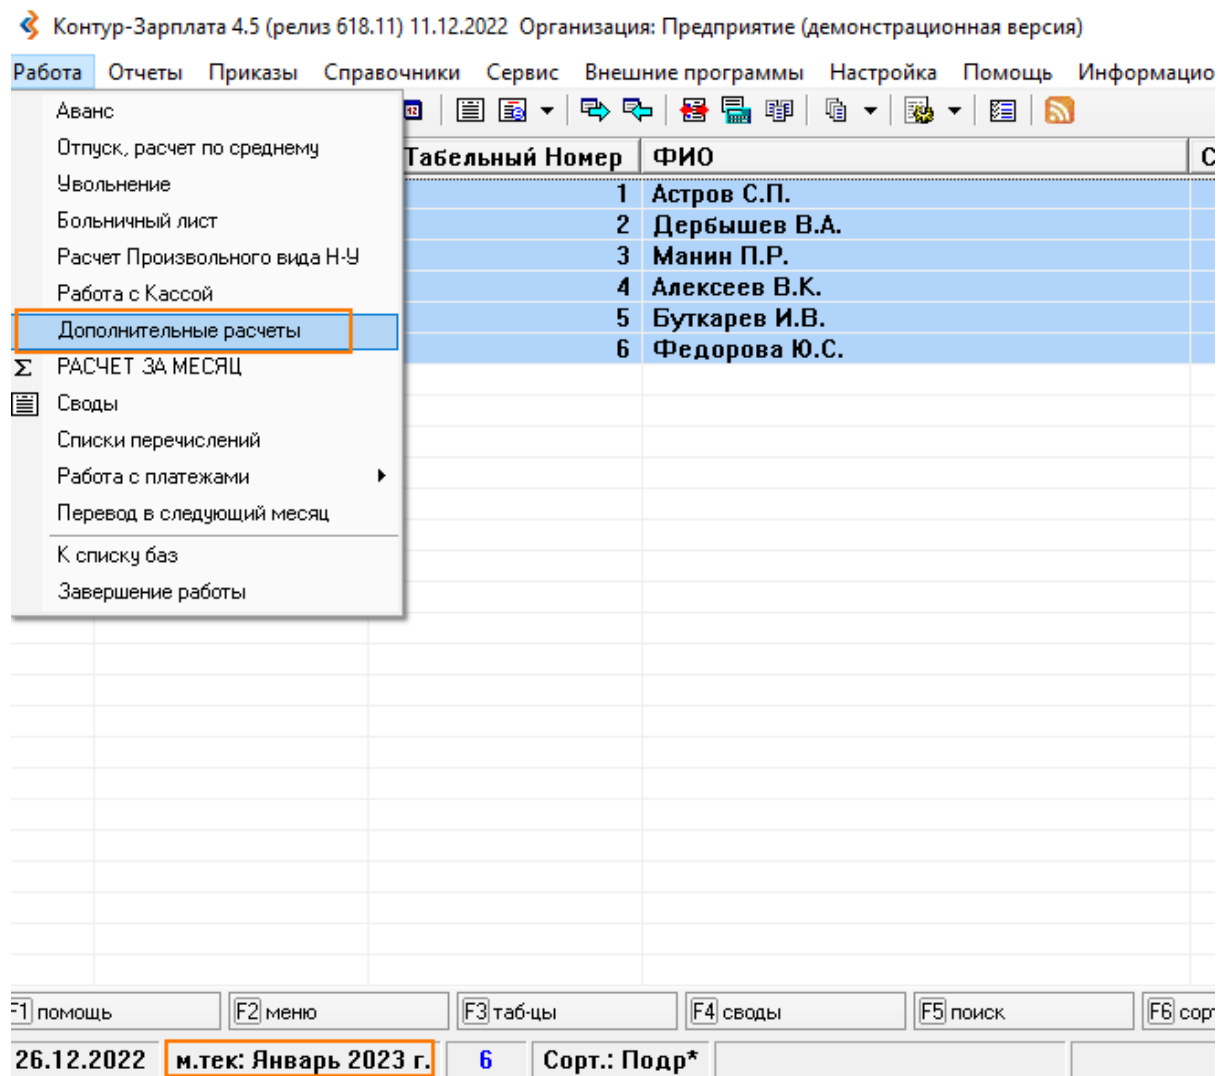 Контур-Зарплата 4.5 (релиз 618.11) 11.12.2022 Организация: Предприятие (демонстрационная версия)
Работа Отчеты Приказы Справочники Сервис Внешние программы Настройка Помощь Информацио
Аванс
Отпуск, расчет по среднему
Увольнение
Больничный лист
Расчет Произвольного вида Н-У
Работа с Кассой
Дополнительные расчеты
Σ РАСЧЕТ ЗА МЕСЯЦ
Своды
Списки перечислений
Работа с платежами
Перевод в следующий месяц
К списку баз
Завершение работы
12
Табельный Номер ФИО С
1 Астров С.П.
2 Дербышев В.А.
3 Манин П.Р.
4 Алексеев В.К.
5 Буткарев И.В.
6 Федорова Ю.С.
F1 помощь F2 меню F3 таб-цы F4 своды F5 поиск F6 сорт
26.12.2022 м.тек: Январь 2023 г. 6 Сорт.: Подр*